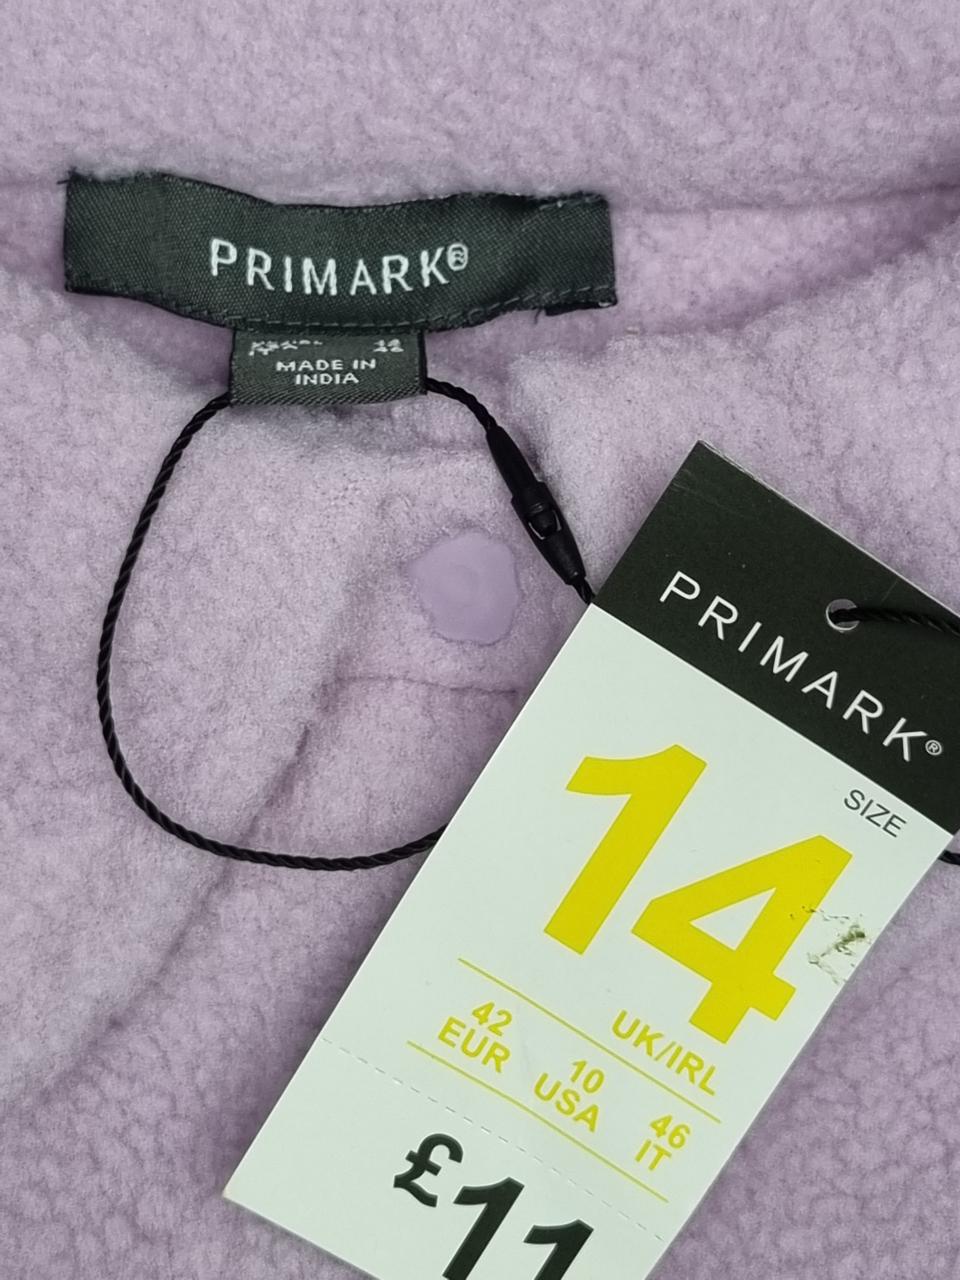 PRIMARK®
MADE IN
INDIA
PRIMARK®
SIZE
14
UK/IRL
42
EUR
10
USA
46
IT
£11